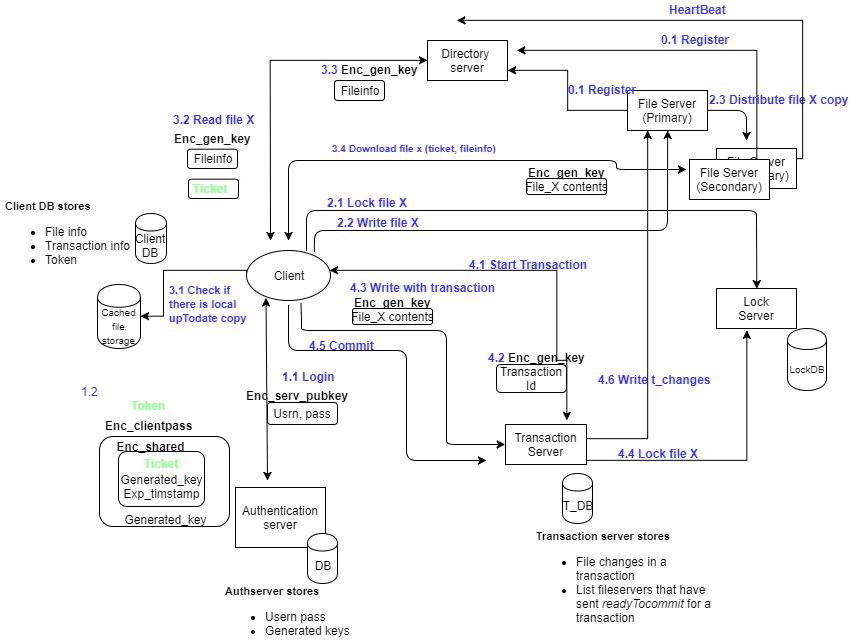 HeartBeat
0.1 Register
Directory
server
3.3 Enc_gen_key
Fileinfo
0.1 Register
File Server
(Primary)
2.3 Distribute file X copy
3.2 Read file X
Enc_gen_key
Fileinfo
Ticket
3.4 Download file x (ticket, fileinfo)
Enc_gen_key
File_X contents
File Server
(Secondary)
2.1 Lock file X
2.2 Write file X
Client DB stores
File info
Transaction info
Token
Client
DB
Client
4.1 Start Transaction
3.1 Check if
there is local
upTodate copy
Cached
file
storage
4.3 Write with transaction
Enc_gen_key
File_X contents
Lock
Server
LockDB
4.5 Commit
4.2 Enc_gen_key
Transaction
Id
4.6 Write t_changes
1.1 Login
Enc_serv_pubkey
Usrn, pass
1.2
Token
Enc_clientpass
Enc_shared
Ticket
Generated_key
Exp_timstamp
Generated_key
Transaction
Server
4.4 Lock file X
T_DB
Authentication
server
DB
Transaction server stores
File changes in a
transaction
List fileservers that have
sent readyTocommit for a
transaction
Authserver stores
Usern pass
Generated keys